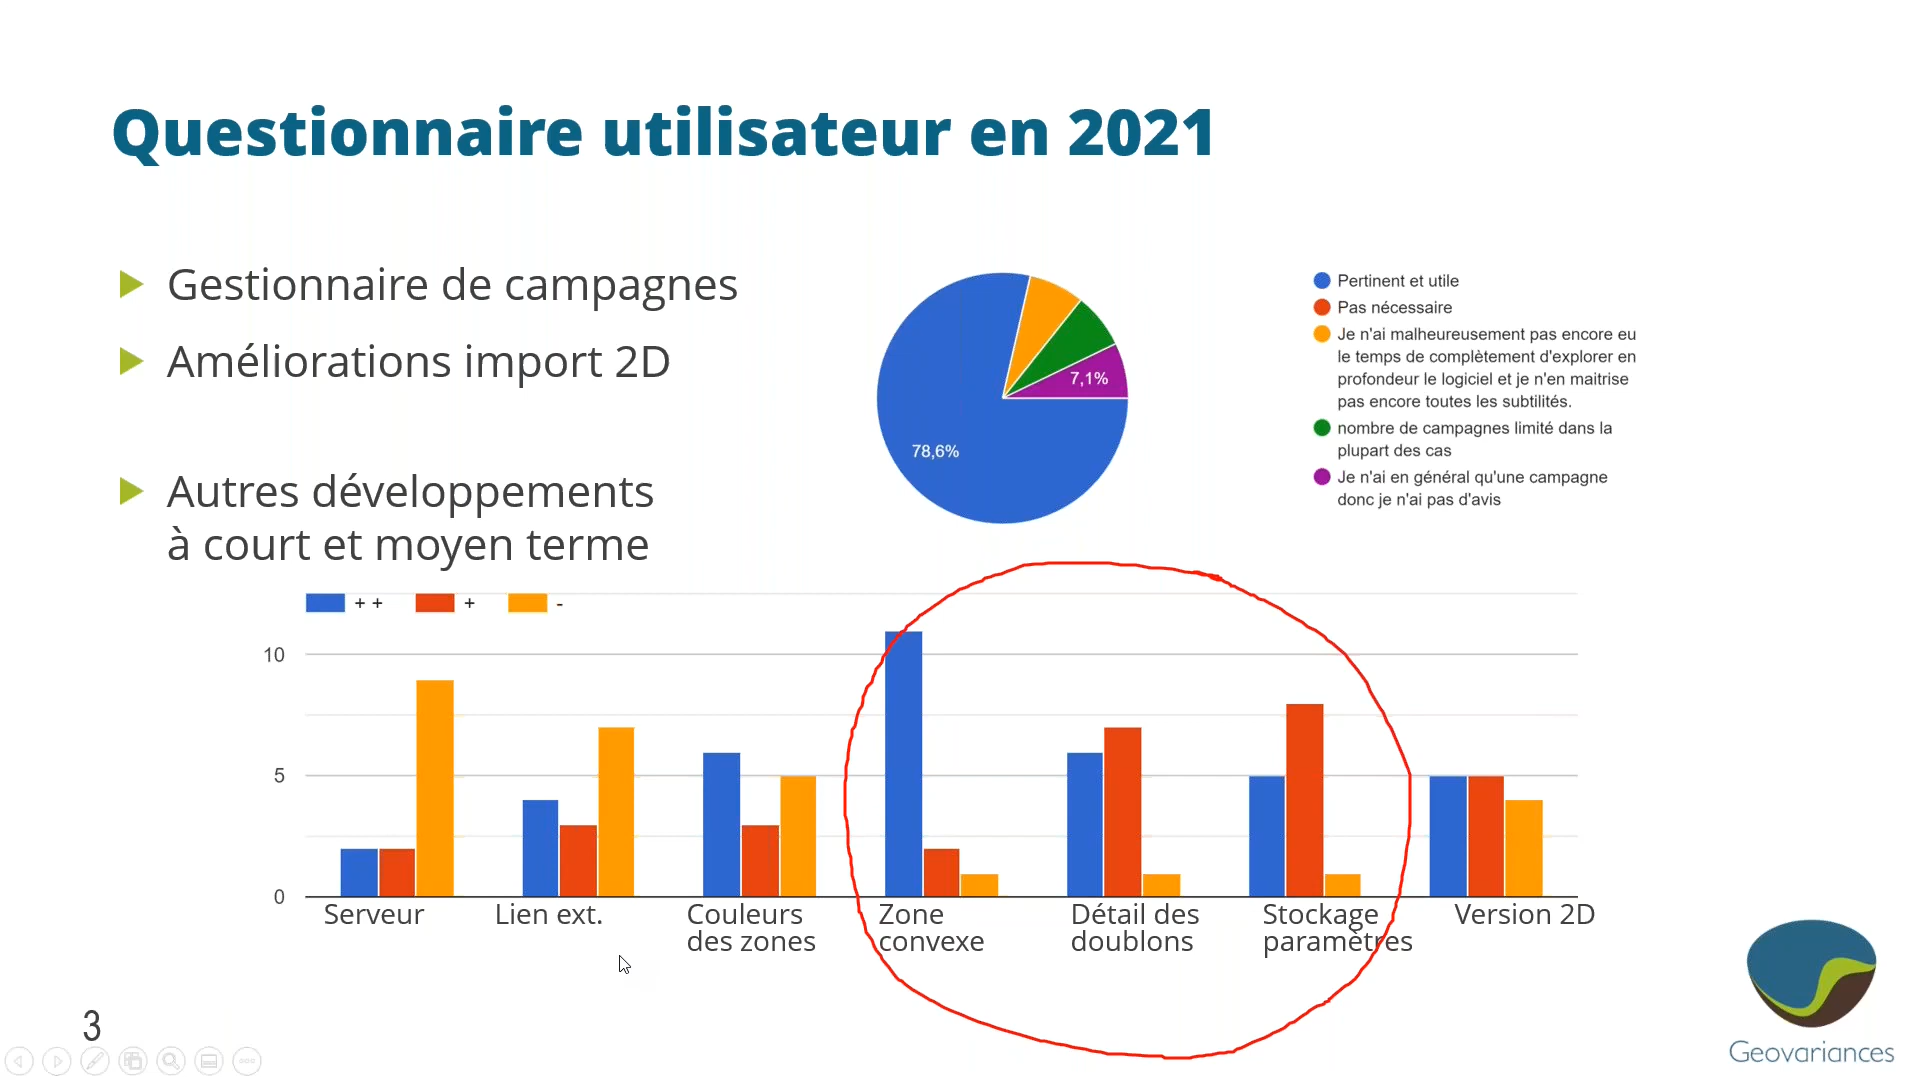 Questionnaire utilisateur en 2021
Gestionnaire de campagnes
Améliorations import 2D
Autres développements
à court et moyen terme
7,1%
78,6%
Pertinent et utile
Pas nécessaire
Je n'ai malheureusement pas encore eu
le temps de complètement d'explorer en
profondeur le logiciel et je n'en maitrise
pas encore toutes les subtilités.
nombre de campagnes limité dans la
plupart des cas
Je n'ai en général qu'une campagne
donc je n'ai pas d'avis
+ + + -
10
5
0
Serveur
Lien ext.
Couleurs
des zones
Zone
convexe
Détail des
doublons
Stockage
paramètres
Version 2D
3
Geovariances